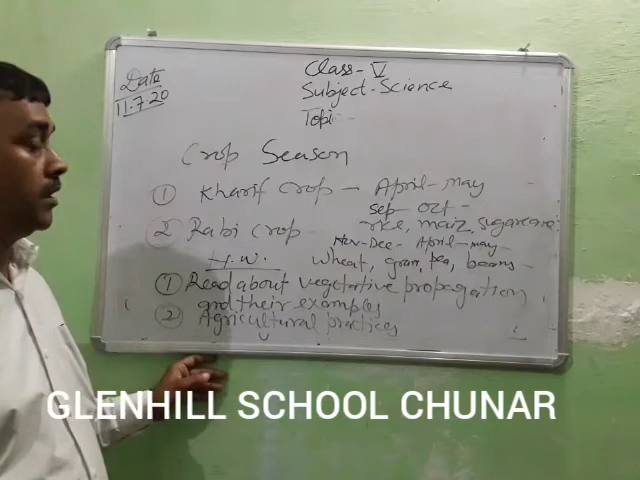 Date
11.7.20
Class - V
Subject - Science
Topi -
Crop Season
① Kharif crop - April - may
sep - oct -
② Rabi crop - rice, maiz, sugarcane
Nov - Dec - April - may -
H.W. wheat, gram, pea, beans -
① Read about vegetative propagation
and their examples
② Agricultural practices
GLENHILL SCHOOL CHUNAR